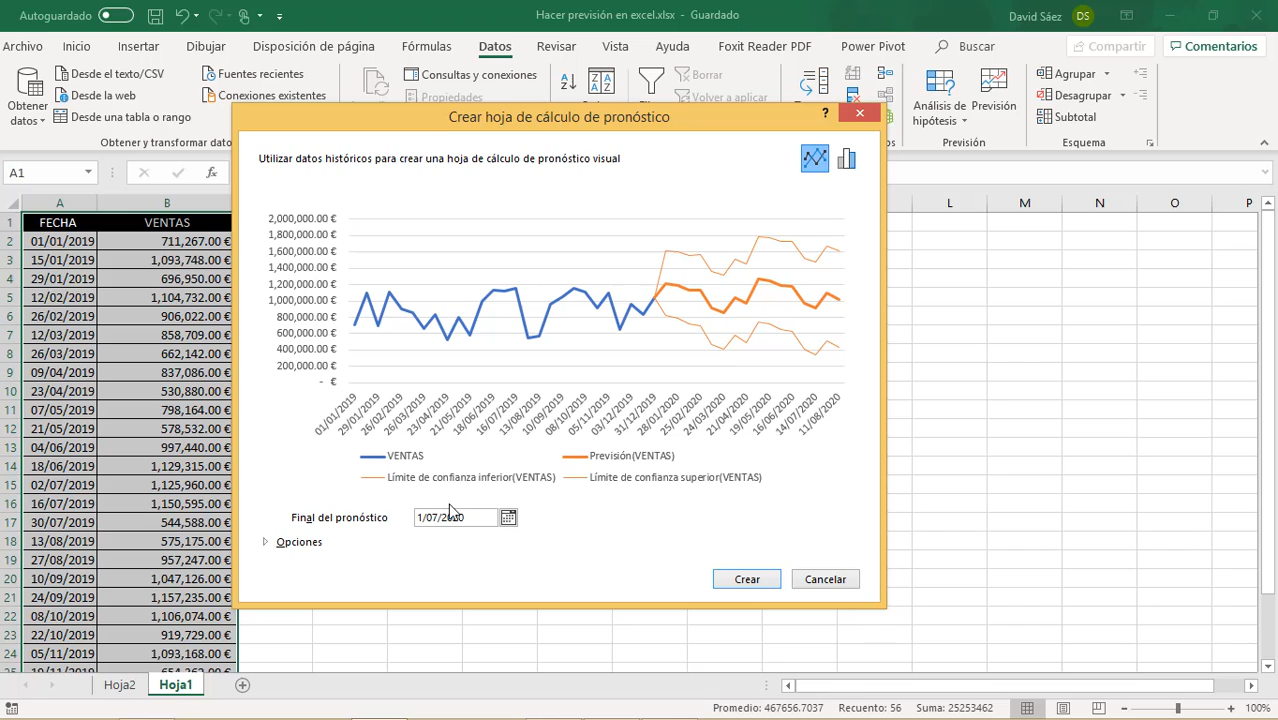 Autoguardado
Hacer previsión en excel.xlsx - Guardado
David Sáez DS
Archivo Inicio Insertar Dibujar Disposición de página Fórmulas Datos Revisar Vista Ayuda Foxit Reader PDF Power Pivot Buscar Compartir Comentarios
Obtener datos
Desde el texto/CSV
Desde la web
Desde una tabla o rango
Fuentes recientes
Conexiones existentes
Consultas y conexiones
Propiedades
Borrar
Volver a aplicar
Análisis de hipótesis
Previsión
Agrupar
Desagrupar
Subtotal
Obtener y transformar
Previsión
Esquema
A1
fx
Crear hoja de cálculo de pronóstico
?
Utilizar datos históricos para crear una hoja de cálculo de pronóstico visual
2,000,000.00 €
1,800,000.00 €
1,600,000.00 €
1,400,000.00 €
1,200,000.00 €
1,000,000.00 €
800,000.00 €
600,000.00 €
400,000.00 €
200,000.00 €
- €
01/01/2019 29/01/2019 26/02/2019 26/03/2019 23/04/2019 21/05/2019 18/06/2019 16/07/2019 13/08/2019 10/09/2019 08/10/2019 05/11/2019 03/12/2019 31/12/2019 28/01/2020 25/02/2020 24/03/2020 21/04/2020 19/05/2020 16/06/2020 14/07/2020 11/08/2020
VENTAS Previsión(VENTAS)
Límite de confianza inferior(VENTAS) Límite de confianza superior(VENTAS)
Final del pronóstico 1/07/2020
Opciones
Crear Cancelar
A B L M N O P
1 FECHA VENTAS
2 01/01/2019 711,267.00 €
3 15/01/2019 1,093,748.00 €
4 29/01/2019 696,950.00 €
5 12/02/2019 1,104,732.00 €
6 26/02/2019 906,022.00 €
7 12/03/2019 858,709.00 €
8 26/03/2019 662,142.00 €
9 09/04/2019 837,086.00 €
10 23/04/2019 530,880.00 €
11 07/05/2019 798,164.00 €
12 21/05/2019 578,532.00 €
13 04/06/2019 997,440.00 €
14 18/06/2019 1,129,315.00 €
15 02/07/2019 1,125,960.00 €
16 16/07/2019 1,150,595.00 €
17 30/07/2019 544,588.00 €
18 13/08/2019 575,175.00 €
19 27/08/2019 957,247.00 €
20 10/09/2019 1,047,126.00 €
21 24/09/2019 1,157,235.00 €
22 08/10/2019 1,106,074.00 €
23 22/10/2019 919,729.00 €
24 05/11/2019 1,093,168.00 €
Hoja2 Hoja1
Promedio: 467656.7037 Recuento: 56 Suma: 25253462 100%